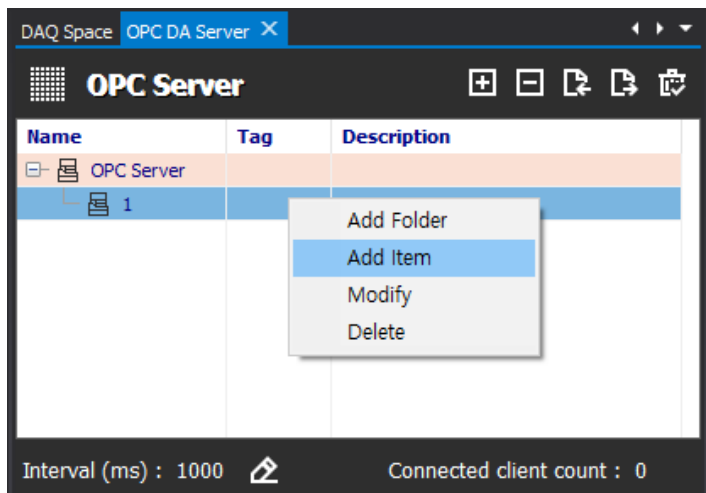 DAQ Space OPC DA Server
OPC Server
Name Tag Description
OPC Server
1
Add Folder
Add Item
Modify
Delete
Interval (ms) : 1000 Connected client count : 0